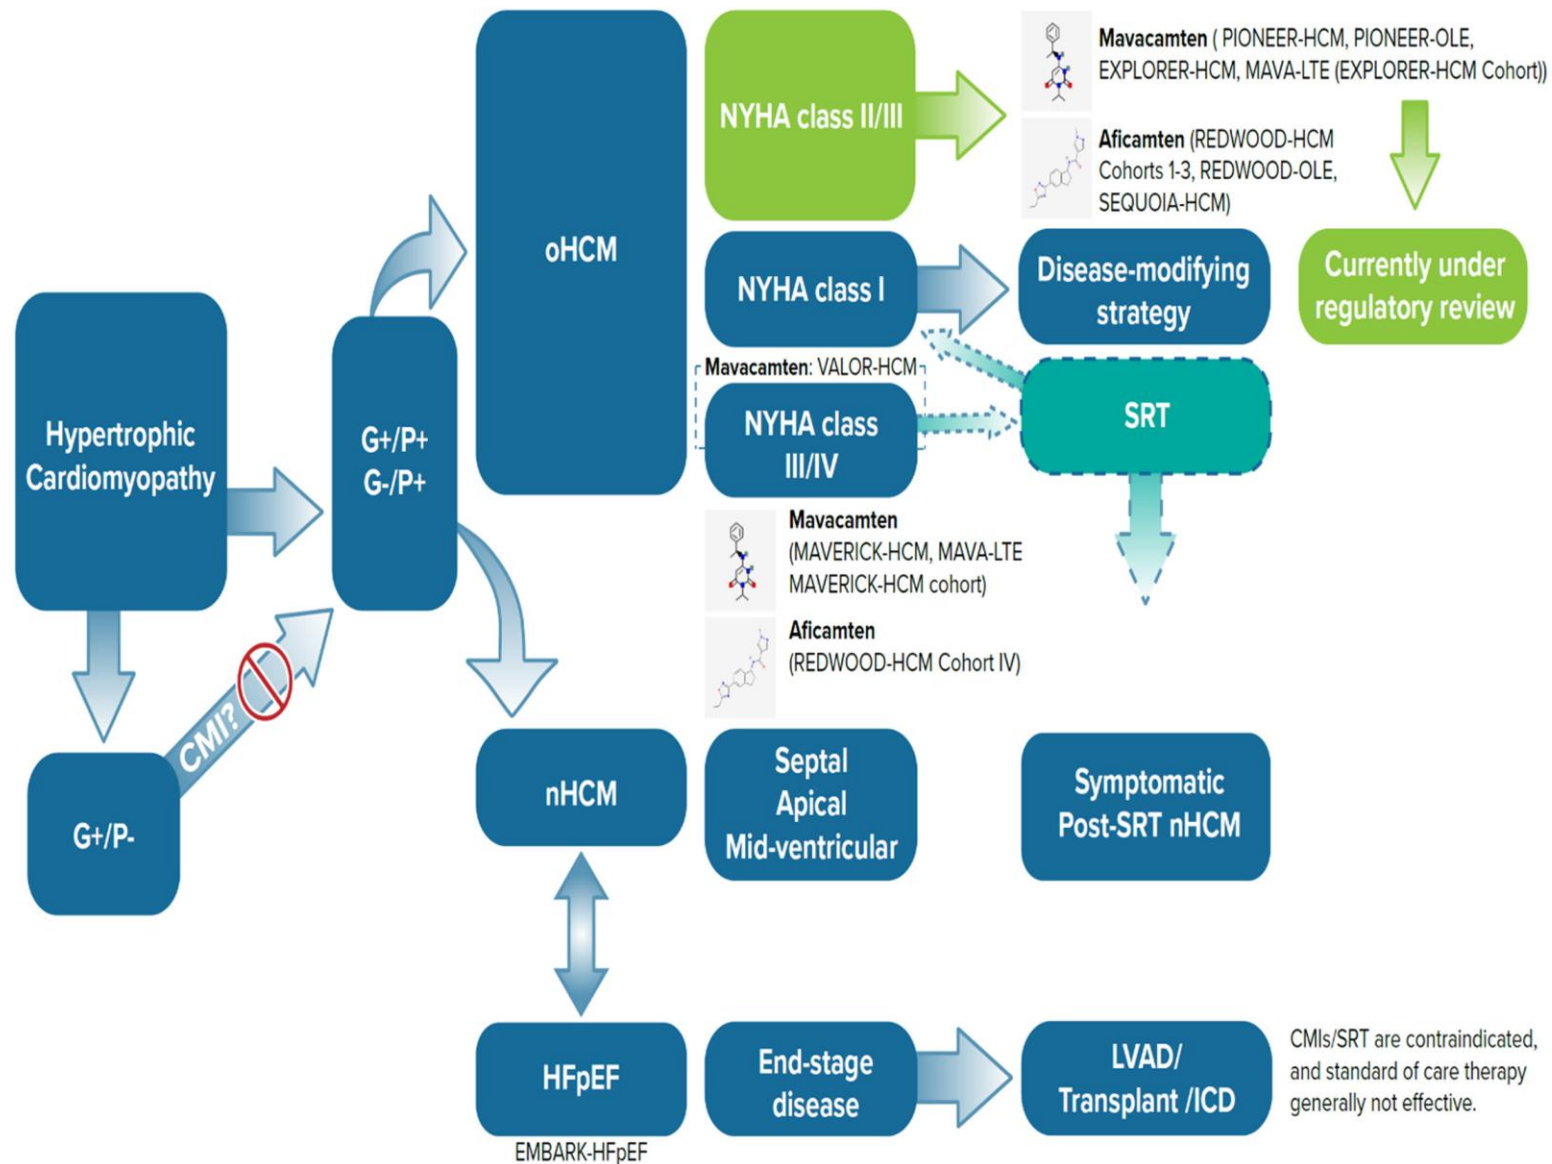 Hypertrophic
Cardiomyopathy
G+/P-
CMI?
G+/P+
G-/P+
oHCM
NYHA class II/III
Mavacamten ( PIONEER-HCM, PIONEER-OLE,
EXPLORER-HCM, MAVA-LTE (EXPLORER-HCM Cohort))
Aficamten (REDWOOD-HCM
Cohorts 1-3, REDWOOD-OLE,
SEQUOIA-HCM)
Currently under
regulatory review
NYHA class I
Disease-modifying
strategy
Mavacamten: VALOR-HCM
NYHA class
III/IV
SRT
Mavacamten
(MAVERICK-HCM, MAVA-LTE
MAVERICK-HCM cohort)
Aficamten
(REDWOOD-HCM Cohort IV)
nHCM
Septal
Apical
Mid-ventricular
Symptomatic
Post-SRT nHCM
HFpEF
EMBARK-HFpEF
End-stage
disease
LVAD/
Transplant /ICD
CMIs/SRT are contraindicated,
and standard of care therapy
generally not effective.